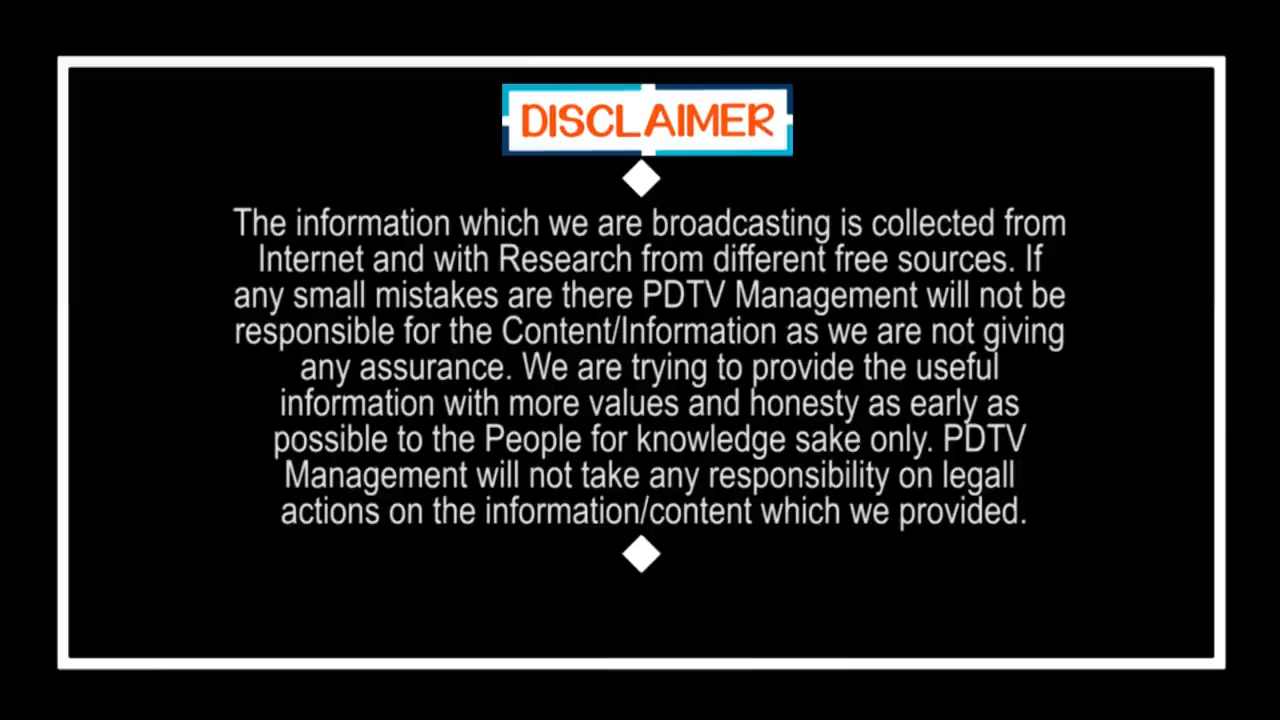 DISCLAIMER
The information which we are broadcasting is collected from
Internet and with Research from different free sources. If
any small mistakes are there PDTV Management will not be
responsible for the Content/Information as we are not giving
any assurance. We are trying to provide the useful
information with more values and honesty as early as
possible to the People for knowledge sake only. PDTV
Management will not take any responsibility on legall
actions on the information/content which we provided.